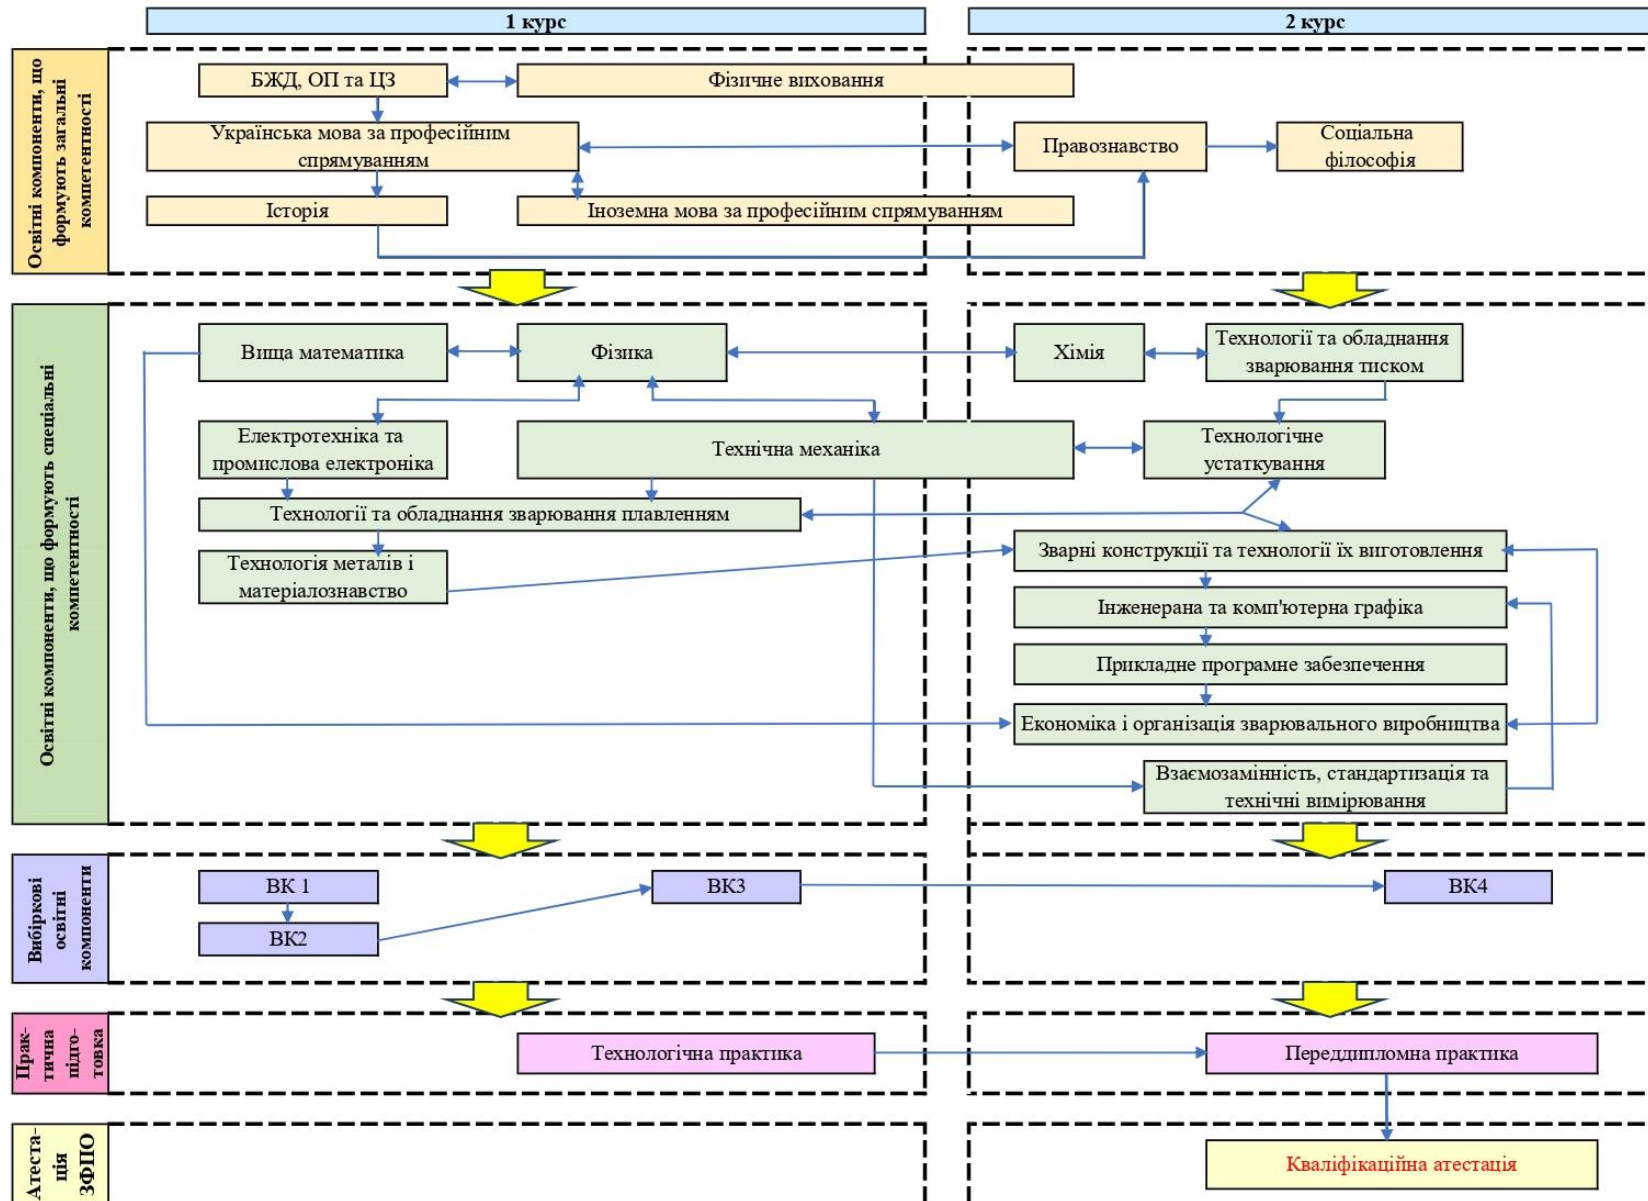 1 курс
2 курс
Освітні компоненти, що
формують загальні
компетентності
БЖД, ОП та ЦЗ
Фізичне виховання
Українська мова за професійним
спрямуванням
Правознавство
Соціальна
філософія
Історія
Іноземна мова за професійним спрямуванням
Освітні компоненти, що формують спеціальні
компетентності
Вища математика
Фізика
Хімія
Технології та обладнання
зварювання тиском
Електротехніка та
промислова електроніка
Технічна механіка
Технологічне
устаткування
Технології та обладнання зварювання плавленням
Зварні конструкції та технології їх виготовлення
Технологія металів і
матеріалознавство
Інженерана та комп'ютерна графіка
Прикладне програмне забезпечення
Економіка і організація зварювального виробництва
Взаємозамінність, стандартизація та
технічні вимірювання
Вибіркові
освітні
компоненти
ВК 1
ВК2
ВК3
ВК4
Прак-
тична
підго-
товка
Технологічна практика
Переддипломна практика
Атеста-
ція
ЗФПО
Кваліфікаційна атестація